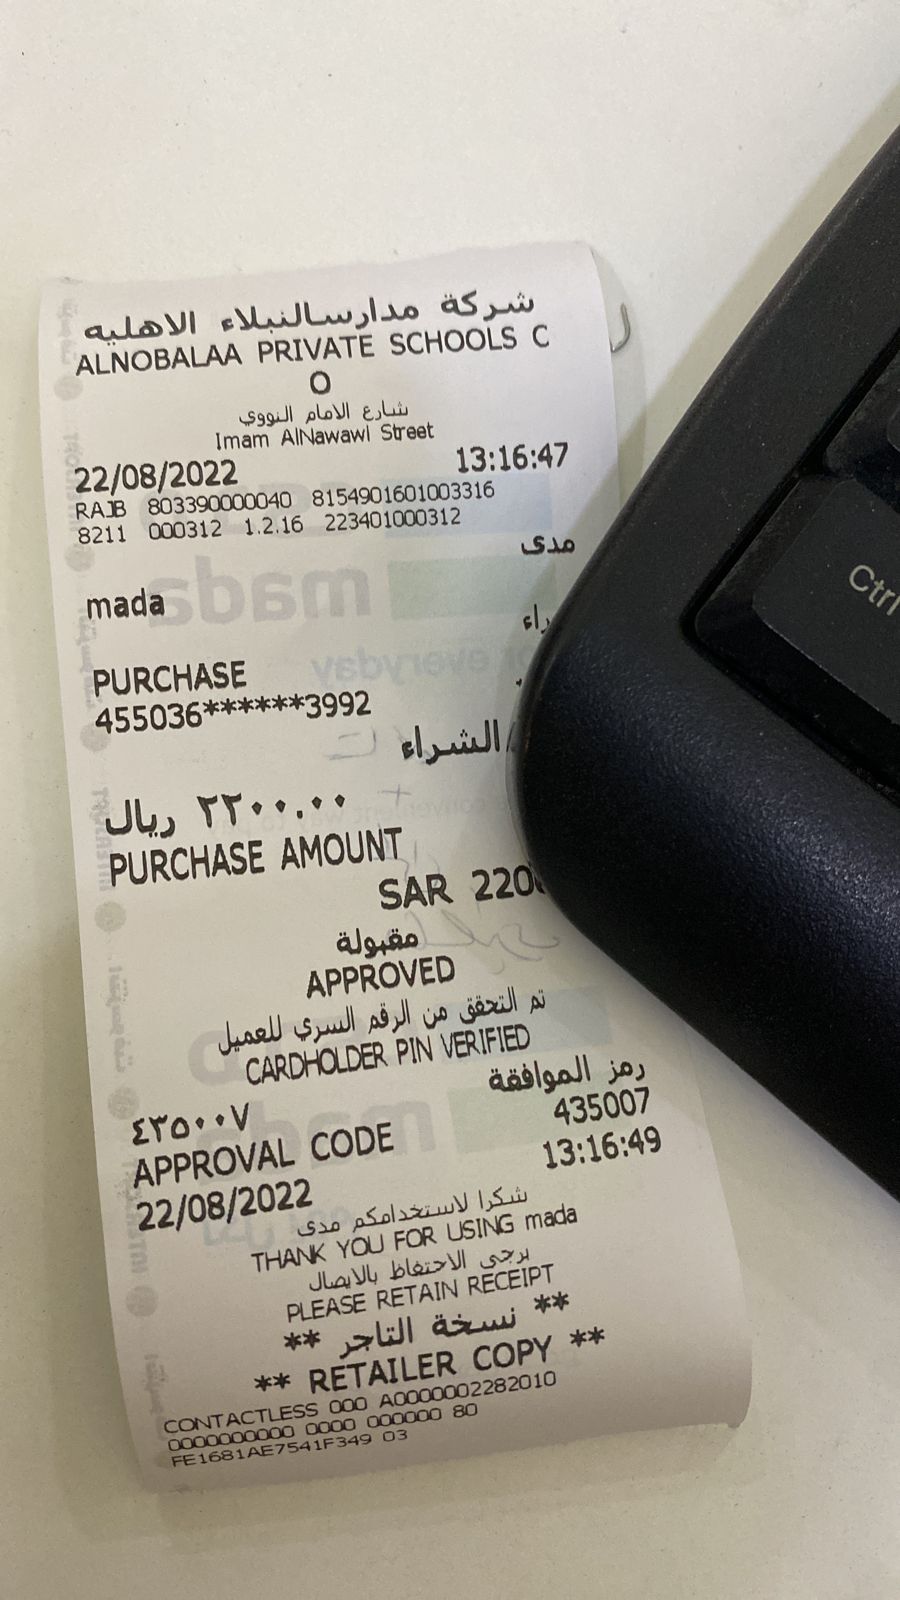 شركة مدارسالنبلاء الاهليه
ALNOBALAA PRIVATE SCHOOLS C
O
شارع الامام النووي
Imam AlNawawI Street
22/08/2022 13:16:47
RAJB 803390000040 8154901601003316
8211 000312 1.2.16 223401000312
مدى
mada
PURCHASE
455036******3992
الشراء
٢٢٠٠.٠٠ ريال
PURCHASE AMOUNT
SAR 220
مقبولة
APPROVED
تم التحقق من الرقم السري للعميل
CARDHOLDER PIN VERIFIED
رمز الموافقة
٤٣٥٠٠٧ 435007
APPROVAL CODE
22/08/2022 13:16:49
شكرا لاستخدامكم مدى
THANK YOU FOR USING mada
يرجى الاحتفاظ بالايصال
PLEASE RETAIN RECEIPT
** نسخة التاجر **
** RETAILER COPY **
CONTACTLESS 000 A0000002282010
0000000000 0000 000000 80
FE1681AE7541F349 03
Ctrl